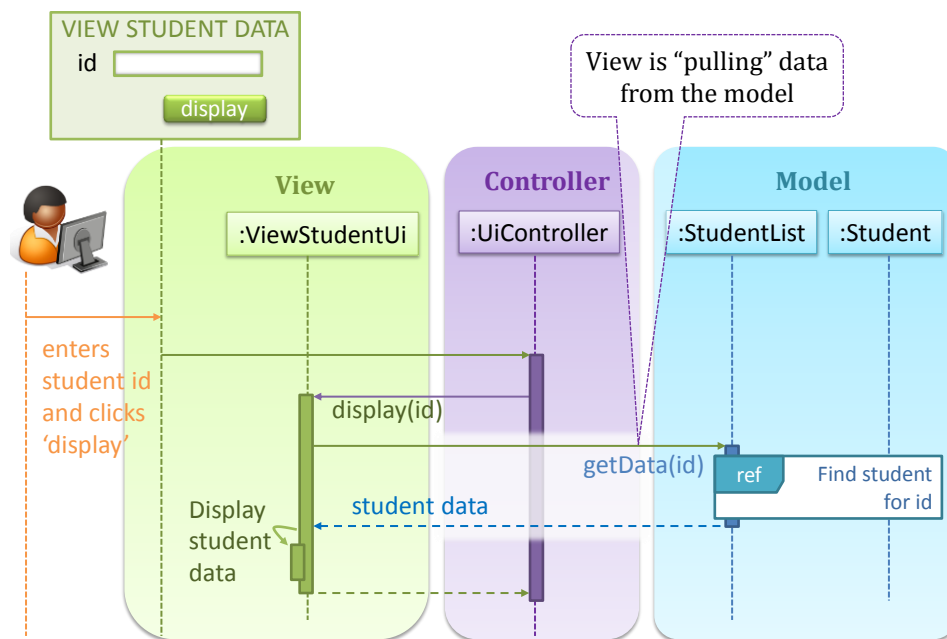 VIEW STUDENT DATA
id
display
View is “pulling” data
from the model
View
Controller
Model
:ViewStudentUi
:UiController
:StudentList
:Student
enters
student id
and clicks
‘display’
display(id)
getData(id)
ref
Find student
for id
student data
Display
student
data